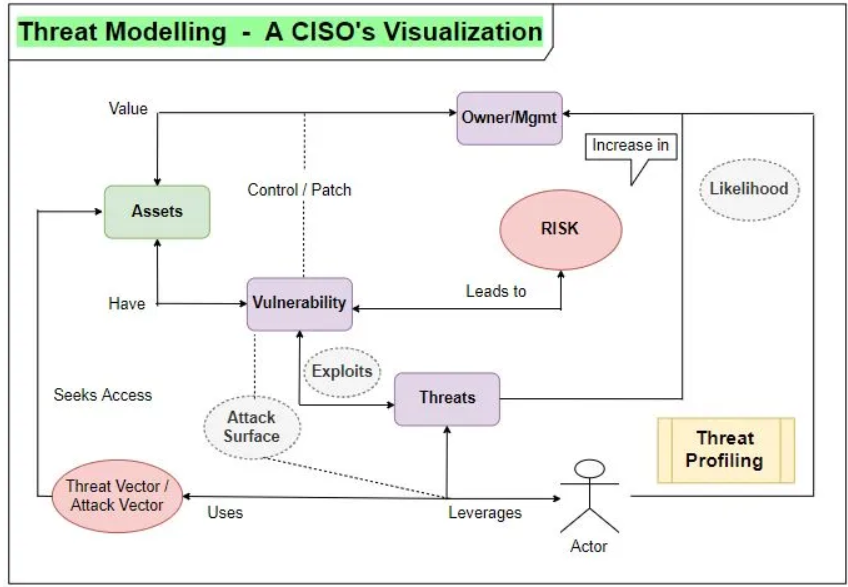 Threat Modelling - A CISO's Visualization
Value
Owner/Mgmt
Increase in
Likelihood
Control / Patch
Assets
RISK
Have
Vulnerability
Leads to
Exploits
Seeks Access
Threats
Attack
Surface
Threat
Profiling
Threat Vector /
Attack Vector
Uses
Leverages
Actor